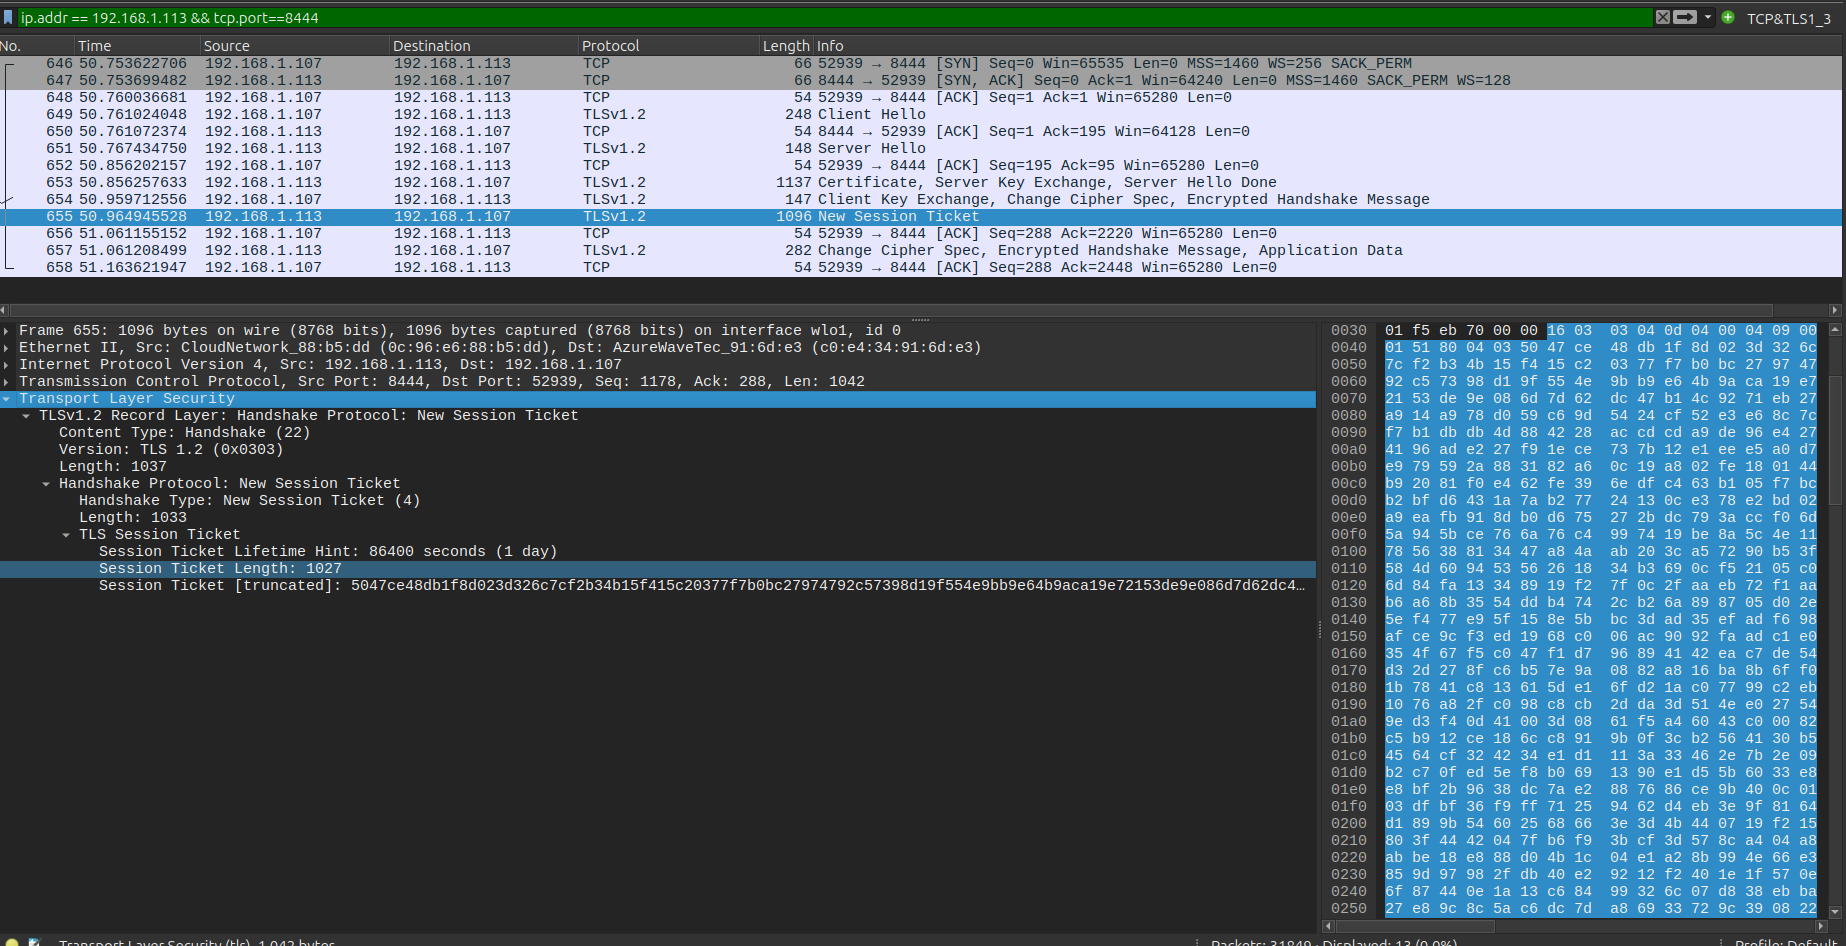 ip.addr == 192.168.1.113 && tcp.port==8444 TCP&TLS1_3
No. Time Source Destination Protocol Length Info
646 50.753622706 192.168.1.107 192.168.1.113 TCP 66 52939 → 8444 [SYN] Seq=0 Win=65535 Len=0 MSS=1460 WS=256 SACK_PERM
647 50.753699482 192.168.1.113 192.168.1.107 TCP 66 8444 → 52939 [SYN, ACK] Seq=0 Ack=1 Win=64240 Len=0 MSS=1460 SACK_PERM WS=128
648 50.760036681 192.168.1.107 192.168.1.113 TCP 54 52939 → 8444 [ACK] Seq=1 Ack=1 Win=65280 Len=0
649 50.761024048 192.168.1.107 192.168.1.113 TLSv1.2 248 Client Hello
650 50.761072374 192.168.1.113 192.168.1.107 TCP 54 8444 → 52939 [ACK] Seq=1 Ack=195 Win=64128 Len=0
651 50.767434750 192.168.1.113 192.168.1.107 TLSv1.2 148 Server Hello
652 50.856202157 192.168.1.107 192.168.1.113 TCP 54 52939 → 8444 [ACK] Seq=195 Ack=95 Win=65280 Len=0
653 50.856257633 192.168.1.113 192.168.1.107 TLSv1.2 1137 Certificate, Server Key Exchange, Server Hello Done
654 50.959712556 192.168.1.107 192.168.1.113 TLSv1.2 147 Client Key Exchange, Change Cipher Spec, Encrypted Handshake Message
655 50.964945528 192.168.1.113 192.168.1.107 TLSv1.2 1096 New Session Ticket
656 51.061155152 192.168.1.107 192.168.1.113 TCP 54 52939 → 8444 [ACK] Seq=288 Ack=2220 Win=65280 Len=0
657 51.061208499 192.168.1.113 192.168.1.107 TLSv1.2 282 Change Cipher Spec, Encrypted Handshake Message, Application Data
658 51.163621947 192.168.1.107 192.168.1.113 TCP 54 52939 → 8444 [ACK] Seq=288 Ack=2448 Win=65280 Len=0
Frame 655: 1096 bytes on wire (8768 bits), 1096 bytes captured (8768 bits) on interface wlo1, id 0
Ethernet II, Src: CloudNetwork_88:b5:dd (0c:96:e6:88:b5:dd), Dst: AzureWaveTec_91:6d:e3 (c0:e4:34:91:6d:e3)
Internet Protocol Version 4, Src: 192.168.1.113, Dst: 192.168.1.107
Transmission Control Protocol, Src Port: 8444, Dst Port: 52939, Seq: 1178, Ack: 288, Len: 1042
Transport Layer Security
TLSv1.2 Record Layer: Handshake Protocol: New Session Ticket
Content Type: Handshake (22)
Version: TLS 1.2 (0x0303)
Length: 1037
Handshake Protocol: New Session Ticket
Handshake Type: New Session Ticket (4)
Length: 1033
TLS Session Ticket
Session Ticket Lifetime Hint: 86400 seconds (1 day)
Session Ticket Length: 1027
Session Ticket [truncated]: 5047ce48db1f8d023d326c7cf2b34b15f415c20377f7b0bc27974792c57398d19f554e9bb9e64b9aca19e72153de9e086d7d62dc4…
0030 01 f5 eb 70 00 00 16 03 03 04 0d 04 00 04 09 00
0040 01 51 80 04 03 50 47 ce 48 db 1f 8d 02 3d 32 6c
0050 7c f2 b3 4b 15 f4 15 c2 03 77 f7 b0 bc 27 97 47
0060 92 c5 73 98 d1 9f 55 4e 9b b9 e6 4b 9a ca 19 e7
0070 21 53 de 9e 08 6d 7d 62 dc 47 b1 4c 92 71 eb 27
0080 a9 14 a9 78 d0 59 c6 9d 54 24 cf 52 e3 e6 8c 7c
0090 f7 b1 db db 4d 88 42 28 ac cd cd a9 de 96 e4 27
00a0 41 96 ad e2 27 f9 1e ce 73 7b 12 e1 ee e5 a0 d7
00b0 e9 79 59 2a 88 31 82 a6 0c 19 a8 02 fe 18 01 44
00c0 b9 20 81 f0 e4 62 fe 39 6e df c4 63 b1 05 f7 bc
00d0 b2 bf d6 43 1a 7a b2 77 24 13 0c e3 78 e2 bd 02
00e0 a9 ea fb 91 8d b0 d6 75 27 2b dc 79 3a cc f0 6d
00f0 5a 94 5b ce 76 6a 76 c4 99 74 19 be 8a 5c 4e 11
0100 78 56 38 81 34 47 a8 4a ab 20 3c a5 72 90 b5 3f
0110 58 4d 60 94 53 56 26 18 34 b3 69 0c f5 21 05 c0
0120 6d 84 fa 13 34 89 19 f2 7f 0c 2f aa eb 72 f1 aa
0130 b6 a6 8b 35 54 dd b4 74 2c b2 6a 89 87 05 d0 2e
0140 5e f4 77 e9 5f 15 8e 5b bc 3d ad 35 ef ad f6 98
0150 af ce 9c f3 ed 19 68 c0 06 ac 90 92 fa ad c1 e0
0160 35 4f 67 f5 c0 47 f1 d7 96 89 41 42 ea c7 de 54
0170 d3 2d 27 8f c6 b5 7e 9a 08 82 a8 16 ba 8b 6f f0
0180 1b 78 41 c8 13 61 5d e1 6f d2 1a c0 77 99 c2 eb
0190 10 76 a8 2f c0 98 c8 cb 2d da 3d 51 4e e0 27 54
01a0 9e d3 f4 0d 41 00 3d 08 61 f5 a4 60 43 c0 00 82
01b0 c5 b9 12 ce 18 6c c8 91 9b 0f 3c b2 56 41 30 b5
01c0 45 64 cf 32 42 34 e1 d1 11 3a 33 46 2e 7b 2e 09
01d0 b2 c7 0f ed 5e f8 b0 69 13 90 e1 d5 5b 60 33 e8
01e0 e8 bf 2b 96 38 dc 7a e2 88 76 86 ce 9b 40 0c 01
01f0 03 df bf 36 f9 ff 71 25 94 62 d4 eb 3e 9f 81 64
0200 d1 89 9b 54 60 25 68 66 3e 3d 4b 44 07 19 f2 15
0210 80 3f 44 42 04 7f b6 f9 3b cf 3d 57 8c a4 04 a8
0220 ab be 18 e8 88 d0 4b 1c 04 e1 a2 8b 99 4e 66 e3
0230 85 9d 97 98 2f db 40 e2 92 12 f2 40 1e 1f 57 0e
0240 6f 87 44 0e 1a 13 c6 84 99 32 6c 07 d8 38 eb ba
0250 27 e8 9c 8c 5a c6 dc 7d a8 69 33 72 9c 39 08 22
Transport Layer Security (tls), 1,042 bytes Packets: 31849 · Displayed: 13 (0.0%) Profile: Default